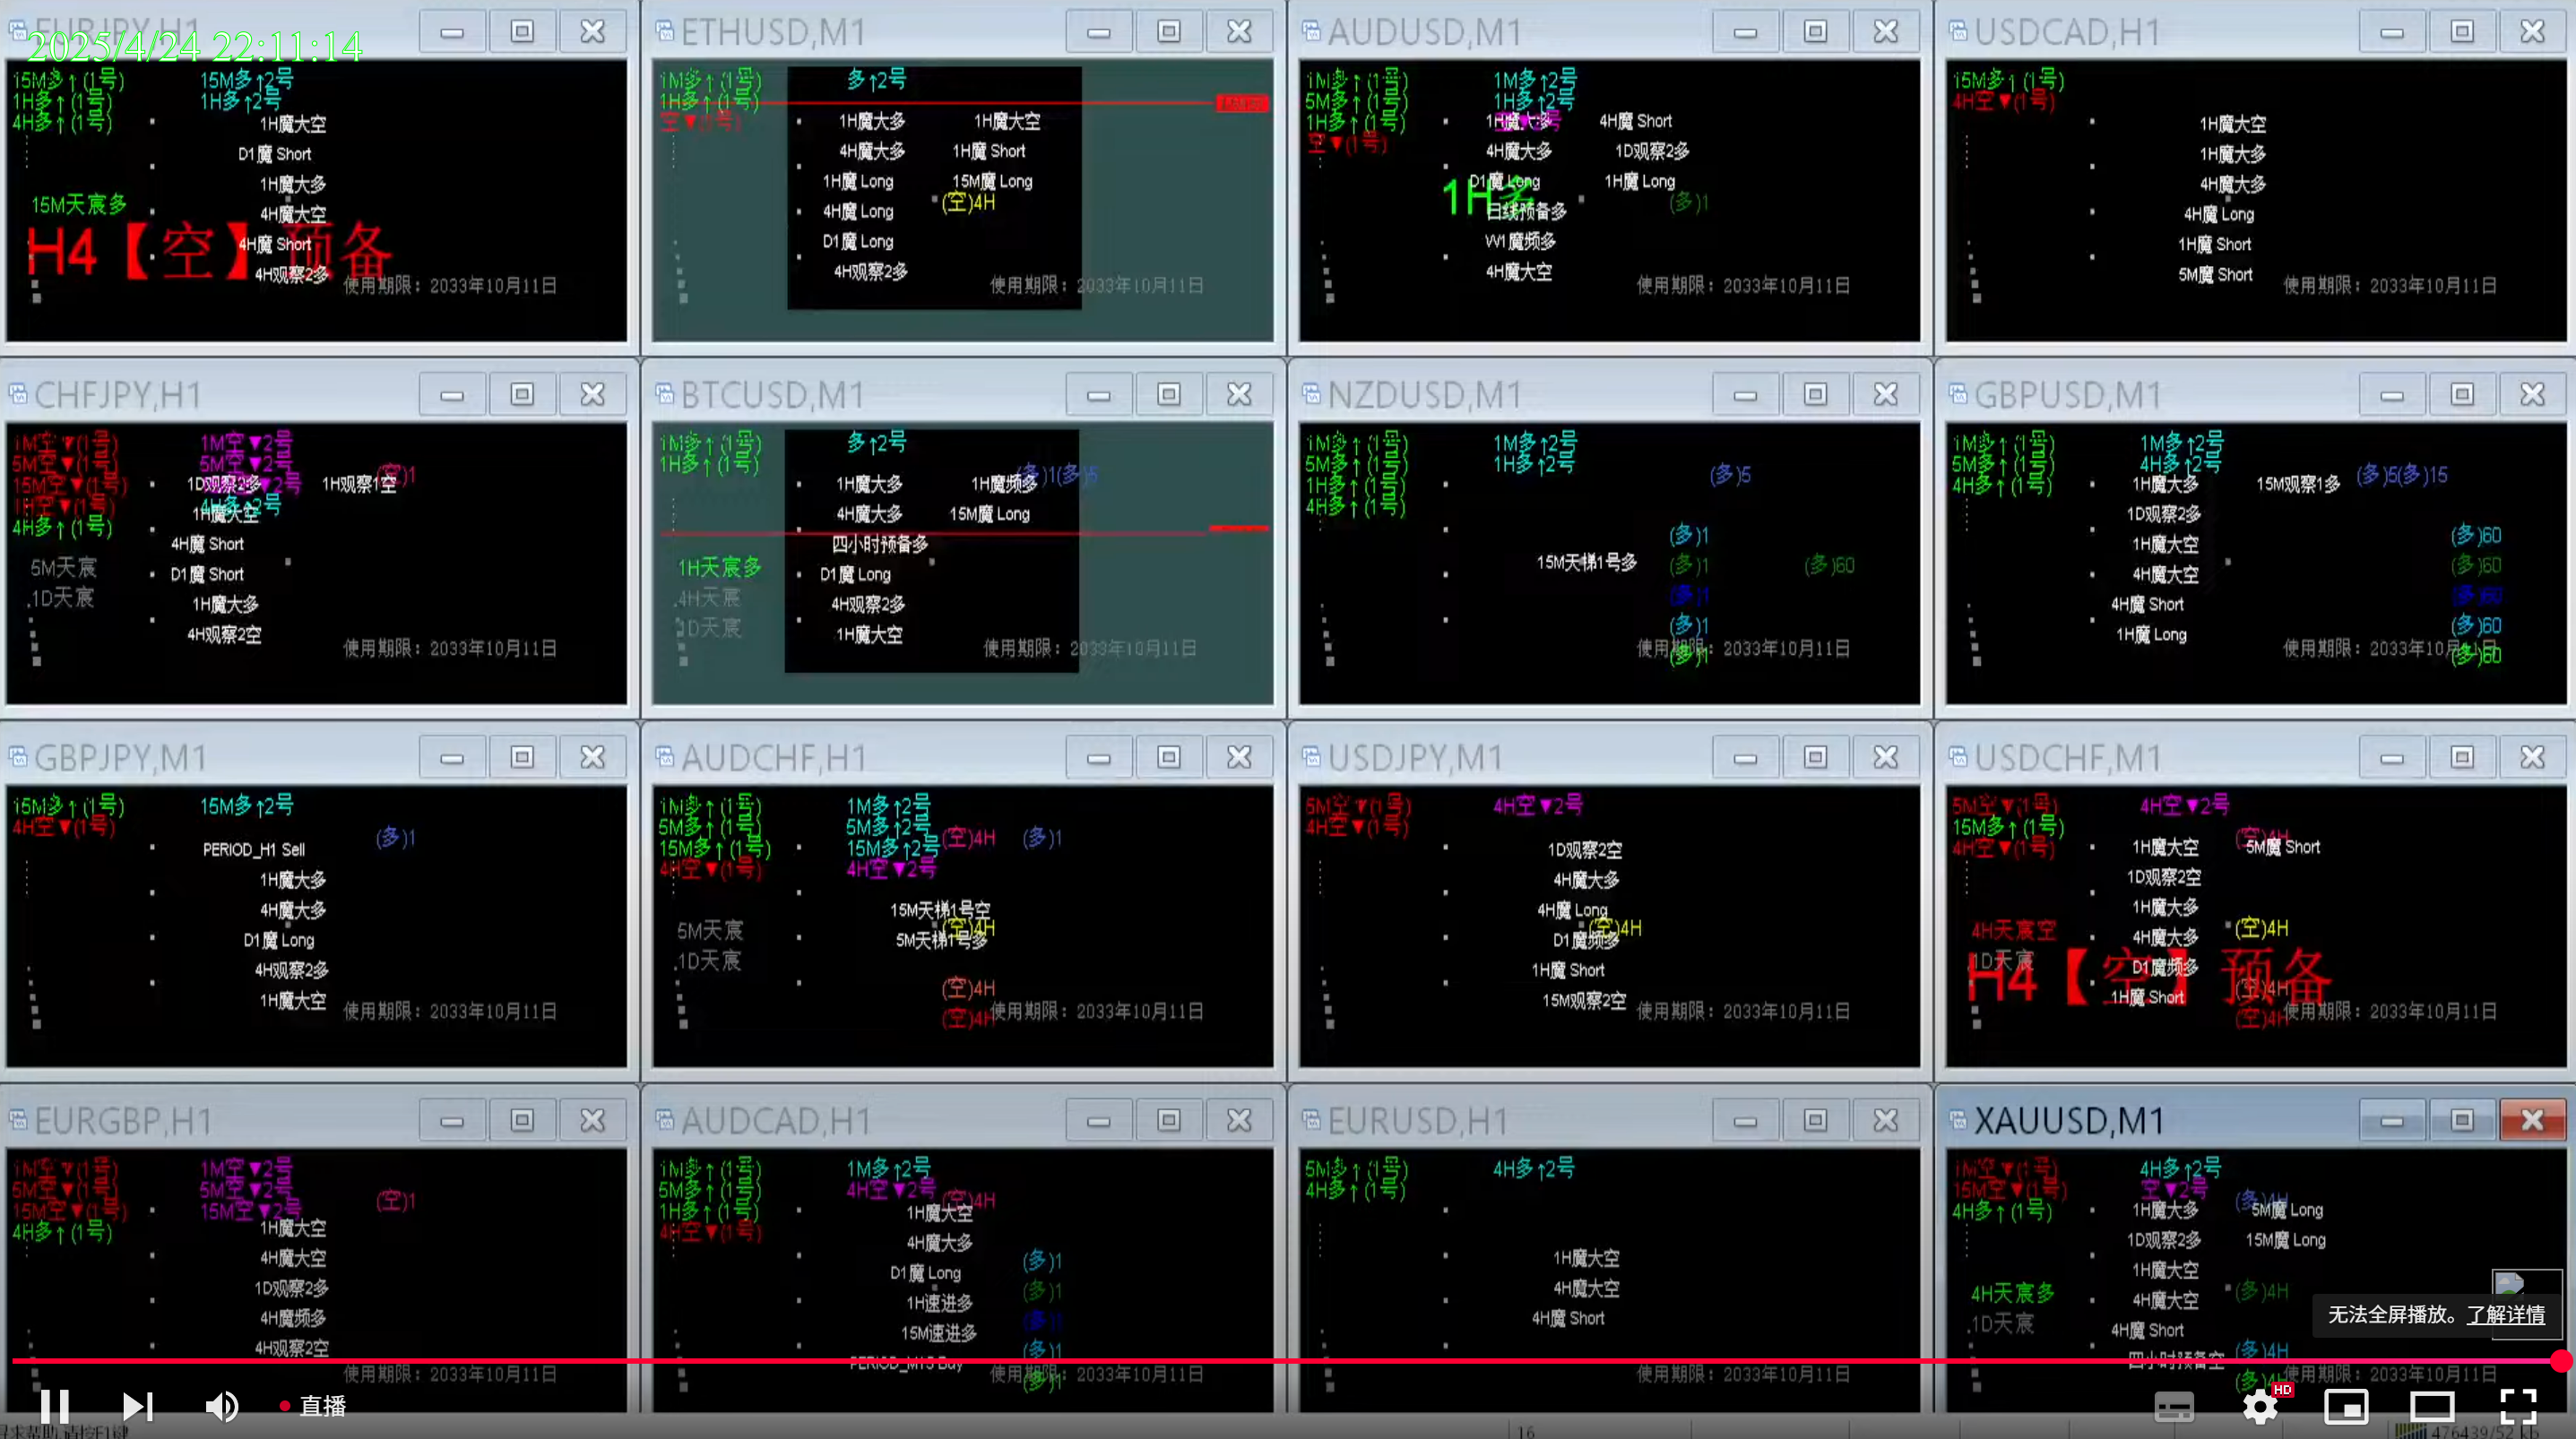 EURJPY,H1
2025/4/24 22:11:14
15M多↑(1号) 15M多↑2号
1H多↑(1号) 1H多↑2号
4H多↑(1号)
1H魔大空
D1魔 Short
1H魔大多
15M天宸多
4H魔大空
H4【空】预备
4H魔 Short
4H观察2多
使用期限：2033年10月11日
ETHUSD,M1
1M多↑(1号) 多↑2号
1H多↑(1号)
空▼(1号)
1H魔大多 1H魔大空
4H魔大多 1H魔 Short
1H魔 Long 15M魔 Long
(空)4H
4H魔 Long
D1魔 Long
4H观察2多
使用期限：2033年10月11日
AUDUSD,M1
1M多↑(1号) 1M多↑2号
5M多↑(1号) 1H多↑2号
1H多↑(1号)
空▼(1号)
1H魔大多 4H魔 Short
4H魔大多 1D观察2多
D1魔 Long 1H魔 Long
1H多
(多)1
日线预备多
W1魔频多
4H魔大空
使用期限：2033年10月11日
USDCAD,H1
15M多↑(1号)
4H空▼(1号)
1H魔大空
1H魔大空
4H魔大多
4H魔 Long
1H魔 Short
5M魔 Short
使用期限：2033年10月11日
CHFJPY,H1
1M空▼(1号) 1M空▼2号
5M空▼(1号) 5M空▼2号
(空)1
15M空▼(1号)
1D观察2多 1H观察1空
1H空▼(1号) 4H多↑2号
4H多↑(1号)
1H魔大空
4H魔 Short
5M天宸
D1魔 Short
.1D天宸
1H魔大多
4H观察2空
使用期限：2033年10月11日
BTCUSD,M1
1M多↑(1号) 多↑2号
1H多↑(1号)
(多)1(多)5
1H魔大多 1H魔频多
4H魔大多 15M魔 Long
四小时预备多
1H天宸多
D1魔 Long
.4H天宸
4H观察2多
1D天宸
1H魔大空
使用期限：2033年10月11日
NZDUSD,M1
1M多↑(1号) 1M多↑2号
5M多↑(1号) 1H多↑2号
(多)5
1H多↑(1号)
4H多↑(1号)
(多)1
15M天梯1号多 (多)1 (多)60
(多)1
(多)1
(多)1
使用期限：2033年10月11日
GBPUSD,M1
1M多↑(1号) 1M多↑2号
5M多↑(1号) 4H多↑2号
(多)5(多)15
4H多↑(1号)
1H魔大多 15M观察1多
1D观察2多
(多)60
1H魔大空
(多)60
4H魔大空
(多)60
4H魔 Short
(多)60
1H魔 Long
(多)60
使用期限：2033年10月11日
GBPJPY,M1
15M多↑(1号) 15M多↑2号
4H空▼(1号)
(多)1
PERIOD_H1 Sell
1H魔大多
4H魔大多
D1魔 Long
4H观察2多
1H魔大空
使用期限：2033年10月11日
AUDCHF,H1
1M多↑(1号) 1M多↑2号
5M多↑(1号) 5M多↑2号
(空)4H (多)1
15M多↑(1号) 15M多↑2号
4H空▼(1号) 4H空▼2号
15M天梯1号空
5M天宸
(空)4H
5M天梯1号多
.1D天宸
(空)4H
(空)4H
使用期限：2033年10月11日
USDJPY,M1
5M空▼(1号) 4H空▼2号
4H空▼(1号)
1D观察2空
4H魔大多
4H魔 Long
(空)4H
D1魔频多
1H魔 Short
15M观察2空
使用期限：2033年10月11日
USDCHF,M1
5M空▼(1号) 4H空▼2号
15M多↑(1号)
(空)4H
4H空▼(1号)
1H魔大空 5M魔 Short
1D观察2空
1H魔大多
4H天宸空
(空)4H
4H魔大多
.1D天宸
D1魔频多
H4【空】预备
(空)4H
1H魔 Short
(空)4H
使用期限：2033年10月11日
EURGBP,H1
1M空▼(1号) 1M空▼2号
5M空▼(1号) 5M空▼2号
(空)1
15M空▼(1号) 15M空▼2号
4H多↑(1号)
1H魔大空
4H魔大空
1D观察2多
4H魔频多
4H观察2空
使用期限：2033年10月11日
AUDCAD,H1
1M多↑(1号) 1M多↑2号
5M多↑(1号) 4H空▼2号
(空)4H
1H多↑(1号)
4H空▼(1号)
1H魔大空
4H魔大多
(多)1
D1魔 Long
(多)1
1H速进多
(多)1
15M速进多
(多)1
PERIOD_M15 Buy
(多)1
使用期限：2033年10月11日
EURUSD,H1
5M多↑(1号) 4H多↑2号
4H多↑(1号)
1H魔大空
4H魔大空
4H魔 Short
使用期限：2033年10月11日
XAUUSD,M1
1M空▼(1号) 4H多↑2号
15M空▼(1号) 空▼2号
(多)4H
4H多↑(1号)
1H魔大多 5M魔 Long
1D观察2多 15M魔 Long
1H魔大空
4H天宸多
(多)4H
4H魔大空
.1D天宸
4H魔 Short
(多)4H
四小时预备空
使用期限：2033年10月11日
无法全屏播放。了解详情
直播
HD
16
476439/52 kb